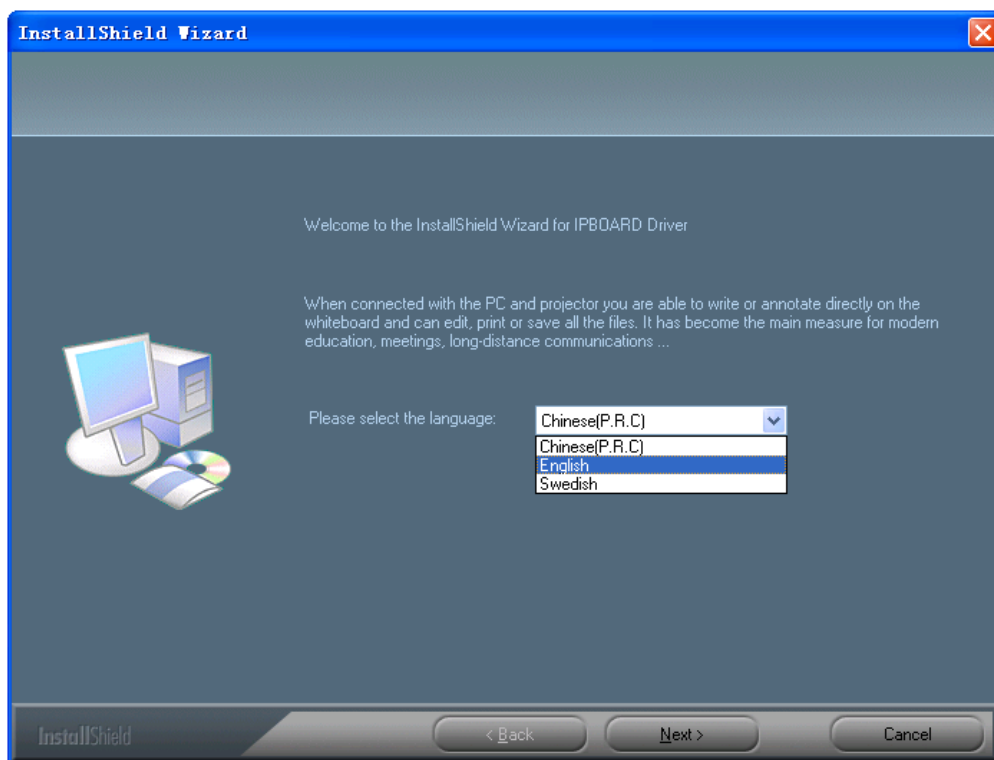 InstallShield Wizard
Welcome to the InstallShield Wizard for IPBOARD Driver
When connected with the PC and projector you are able to write or annotate directly on the
whiteboard and can edit, print or save all the files. It has become the main measure for modern
education, meetings, long-distance communications ...
Please select the language:
Chinese(P.R.C)
Chinese(P.R.C)
English
Swedish
InstallShield
< Back
Next >
Cancel